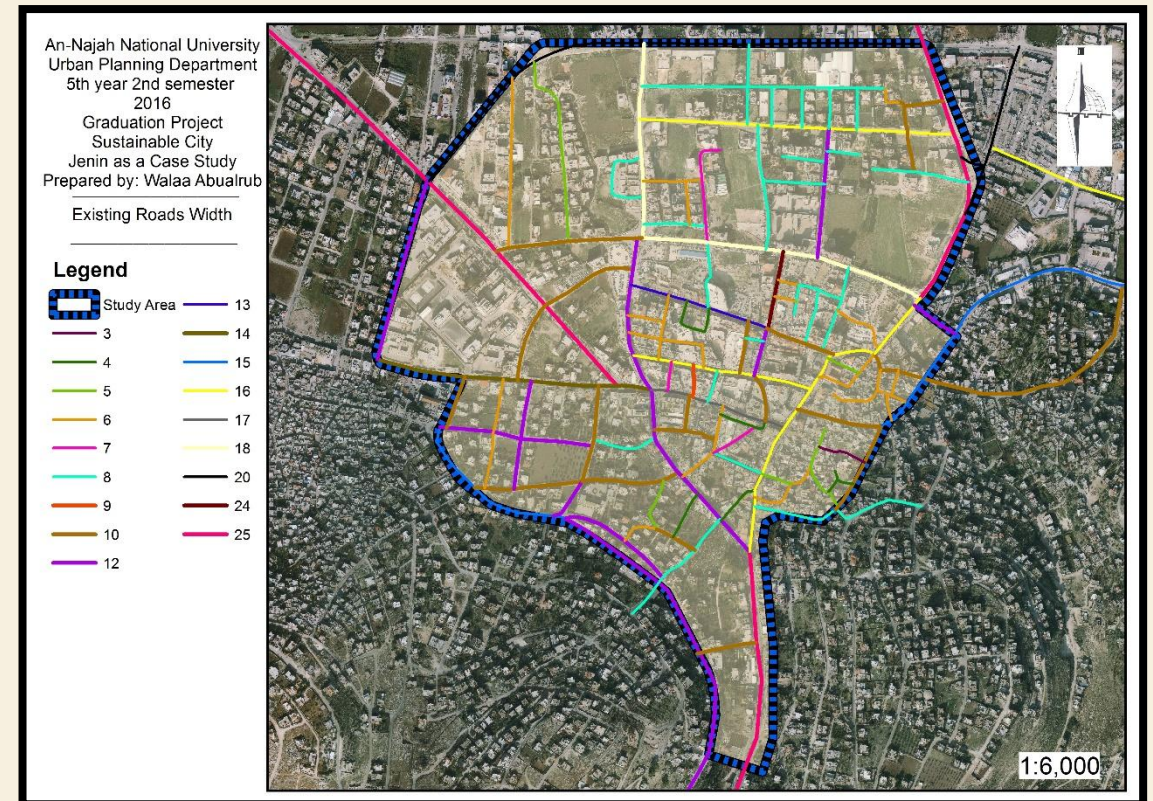 An-Najah National University
Urban Planning Department
5th year 2nd semester
2016
Graduation Project
Sustainable City
Jenin as a Case Study
Prepared by: Walaa Abualrub
Existing Roads Width
Legend
Study Area
3
4
5
6
7
8
9
10
12
13
14
15
16
17
18
20
24
25
1:6,000